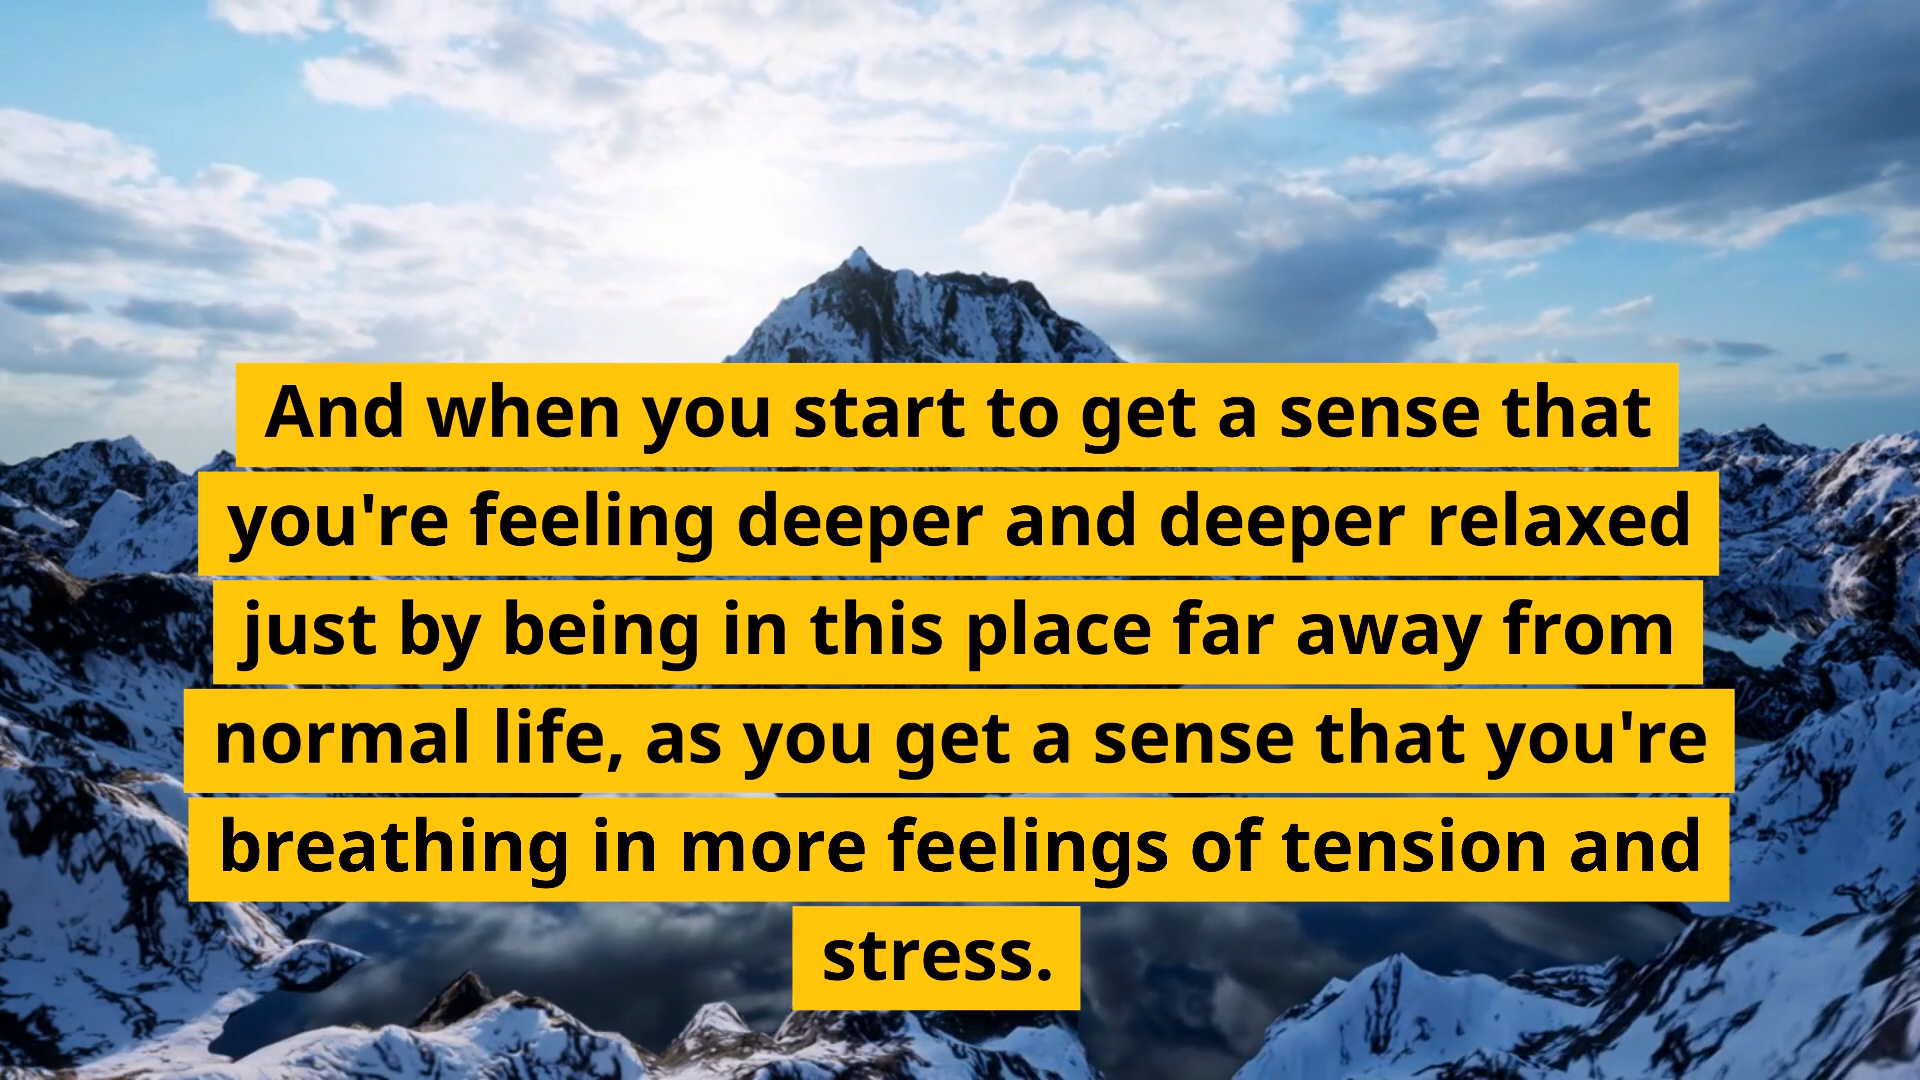 And when you start to get a sense that
you're feeling deeper and deeper relaxed
just by being in this place far away from
normal life, as you get a sense that you're
breathing in more feelings of tension and
stress.